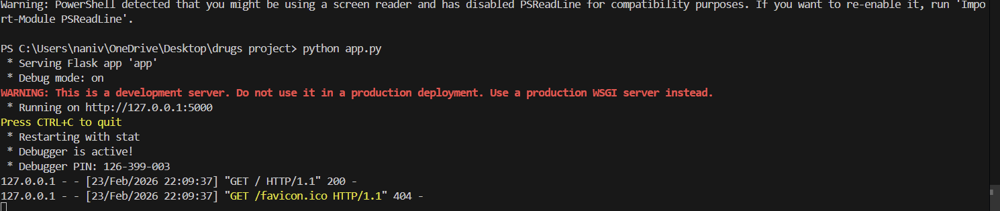 Warning: PowerShell detected that you might be using a screen reader and has disabled PSReadLine for compatibility purposes. If you want to re-enable it, run 'Impo
rt-Module PSReadLine'.
PS C:\Users\naniv\OneDrive\Desktop\drugs project> python app.py
 * Serving Flask app 'app'
 * Debug mode: on
WARNING: This is a development server. Do not use it in a production deployment. Use a production WSGI server instead.
 * Running on http://127.0.0.1:5000
Press CTRL+C to quit
 * Restarting with stat
 * Debugger is active!
 * Debugger PIN: 126-399-003
127.0.0.1 - - [23/Feb/2026 22:09:37] "GET / HTTP/1.1" 200 -
127.0.0.1 - - [23/Feb/2026 22:09:37] "GET /favicon.ico HTTP/1.1" 404 -